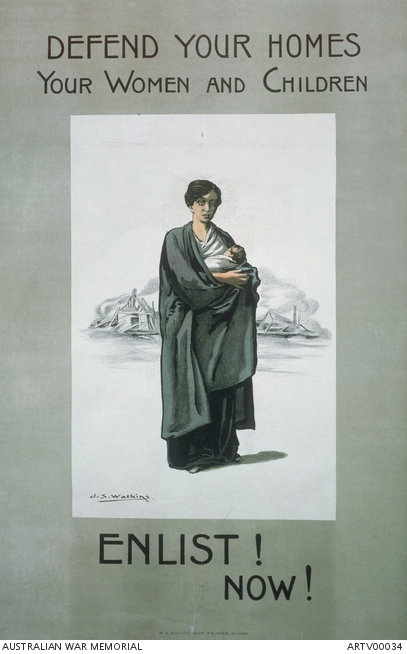 DEFEND YOUR HOMES
YOUR WOMEN AND CHILDREN
J.S. Watkins.
ENLIST!
NOW!
AUSTRALIAN WAR MEMORIAL
ARTV00034